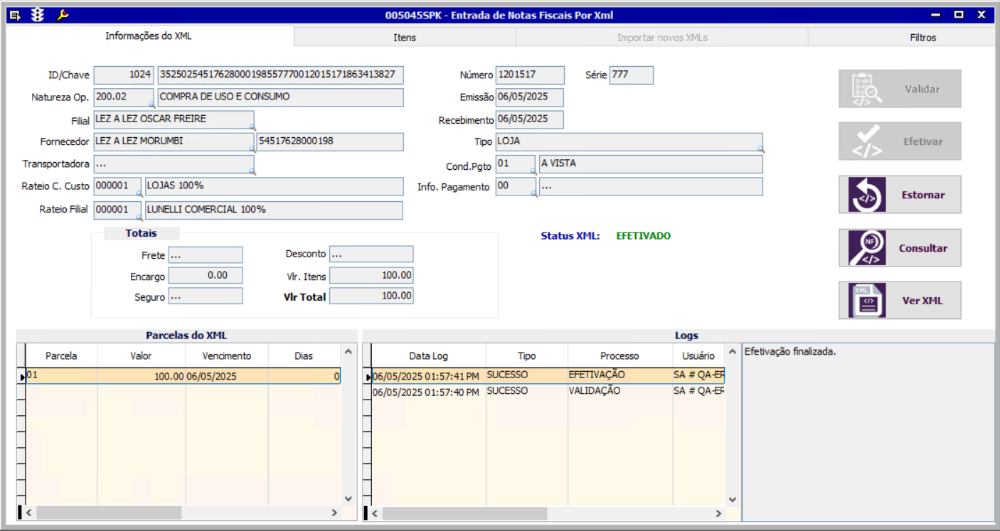 005045SPK - Entrada de Notas Fiscais Por Xml
Informações do XML Itens Importar novos XMLs Filtros
ID/Chave 1024 35250254517628000198557770012015171863413827 Número 1201517 Série 777
Natureza Op. 200.02 COMPRA DE USO E CONSUMO Emissão 06/05/2025
Filial LEZ A LEZ OSCAR FREIRE Recebimento 06/05/2025
Fornecedor LEZ A LEZ MORUMBI 54517628000198 Tipo LOJA
Transportadora ... Cond.Pgto 01 A VISTA
Rateio C. Custo 000001 LOJAS 100% Info. Pagamento 00 ...
Rateio Filial 000001 LUNELLI COMERCIAL 100%
Validar
Efetivar
Estornar
NF Consultar
XML Ver XML
Totais Status XML: EFETIVADO
Frete ... Desconto ...
Encargo 0.00 Vlr. Itens 100.00
Seguro ... Vlr Total 100.00
Parcelas do XML
Parcela Valor Vencimento Dias
01 100.00 06/05/2025 0
Logs
Data Log Tipo Processo Usuário
06/05/2025 01:57:41 PM SUCESSO EFETIVAÇÃO SA # QA-ER
06/05/2025 01:57:40 PM SUCESSO VALIDAÇÃO SA # QA-ER
Efetivação finalizada.